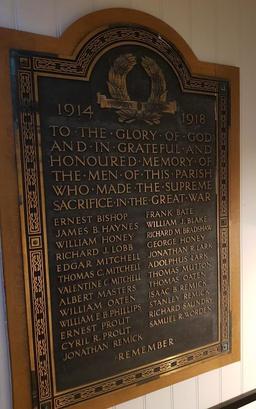 1914 1918
TO THE GLORY OF GOD
AND IN GRATEFUL AND
HONOURED MEMORY OF
THE MEN OF THIS PARISH
WHO MADE THE SUPREME
SACRIFICE IN THE GREAT WAR
ERNEST BISHOP
JAMES B. HAYNES
WILLIAM HONEY
RICHARD J. LOBB
EDGAR MITCHELL
THOMAS C. MITCHELL
VALENTINE C. MITCHELL
ALBERT MASTERS
WILLIAM OATEN
WILLIAM E B. PHILLIPS
ERNEST PROUT
CYRIL R. PROUT
JONATHAN REMICK
FRANK BATE
WILLIAM J. BLAKE
RICHARD M. BRADSHAW
GEORGE HONEY
JONATHAN R. LARK
ADOLPHUS LARK
THOMAS MUTTON
THOMAS OATEN
ISAAC B. REMICK
STANLEY REMICK
RICHARD SAUNDRY
SAMUEL R. WORDEN
·REMEMBER·